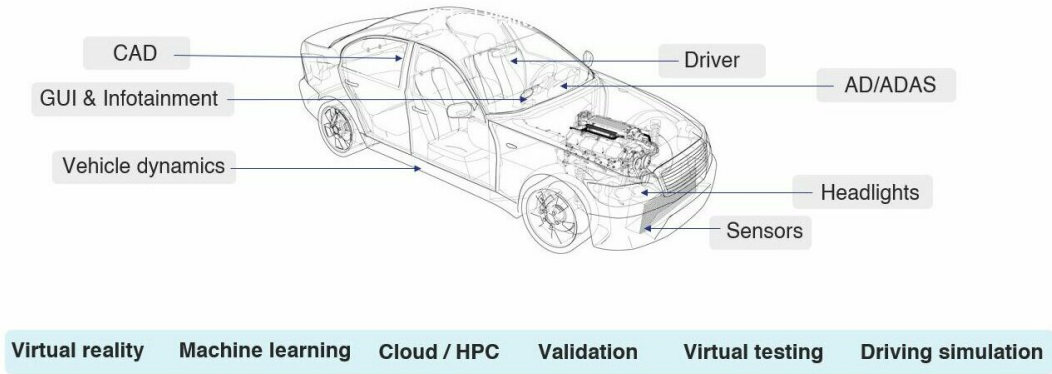 CAD
Driver
AD/ADAS
GUI & Infotainment
Vehicle dynamics
Headlights
Sensors
Virtual reality Machine learning Cloud / HPC Validation Virtual testing Driving simulation